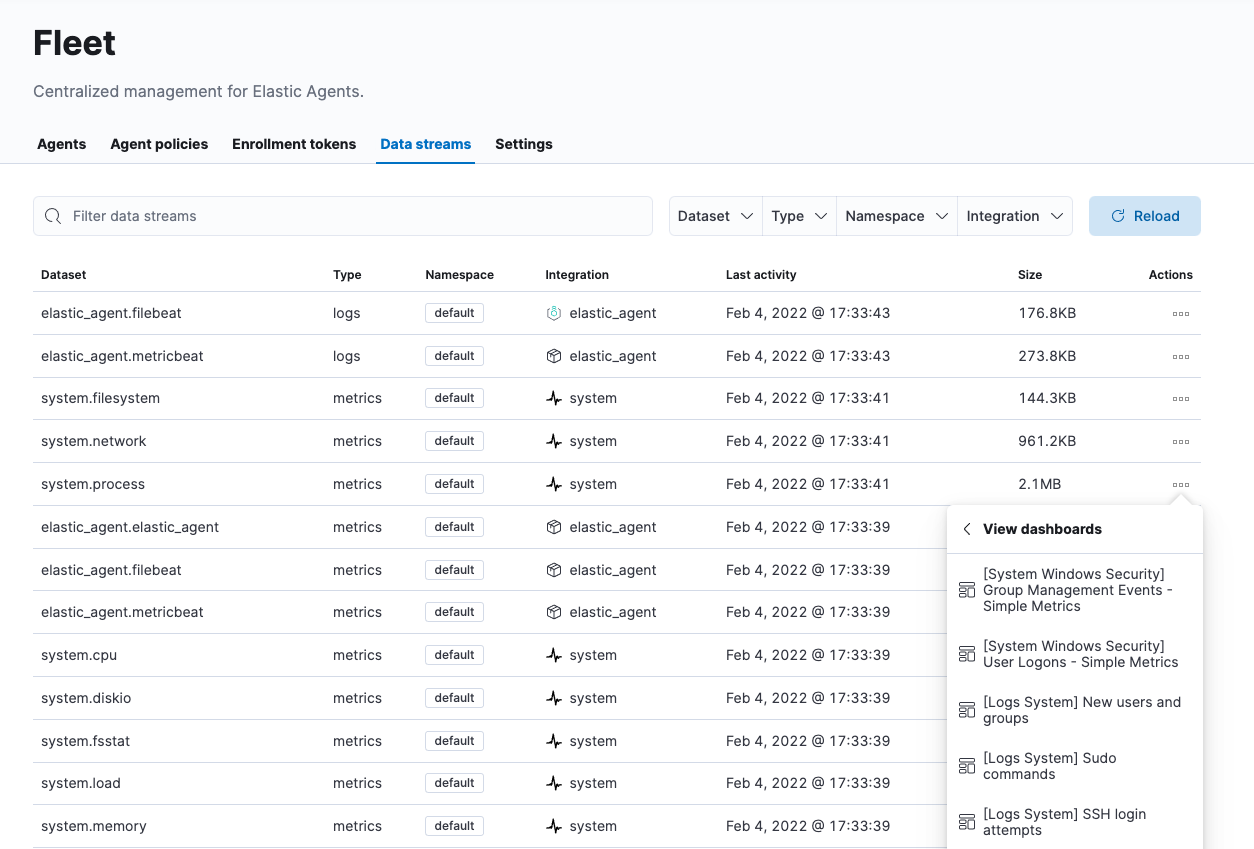 Fleet
Centralized management for Elastic Agents.
Agents Agent policies Enrollment tokens Data streams Settings
Filter data streams Dataset Type Namespace Integration Reload
Dataset Type Namespace Integration Last activity Size Actions
elastic_agent.filebeat logs default elastic_agent Feb 4, 2022 @ 17:33:43 176.8KB
elastic_agent.metricbeat logs default elastic_agent Feb 4, 2022 @ 17:33:43 273.8KB
system.filesystem metrics default system Feb 4, 2022 @ 17:33:41 144.3KB
system.network metrics default system Feb 4, 2022 @ 17:33:41 961.2KB
system.process metrics default system Feb 4, 2022 @ 17:33:41 2.1MB
elastic_agent.elastic_agent metrics default elastic_agent Feb 4, 2022 @ 17:33:39
elastic_agent.filebeat metrics default elastic_agent Feb 4, 2022 @ 17:33:39
elastic_agent.metricbeat metrics default elastic_agent Feb 4, 2022 @ 17:33:39
system.cpu metrics default system Feb 4, 2022 @ 17:33:39
system.diskio metrics default system Feb 4, 2022 @ 17:33:39
system.fsstat metrics default system Feb 4, 2022 @ 17:33:39
system.load metrics default system Feb 4, 2022 @ 17:33:39
system.memory metrics default system Feb 4, 2022 @ 17:33:39
View dashboards
[System Windows Security]
Group Management Events -
Simple Metrics
[System Windows Security]
User Logons - Simple Metrics
[Logs System] New users and
groups
[Logs System] Sudo
commands
[Logs System] SSH login
attempts